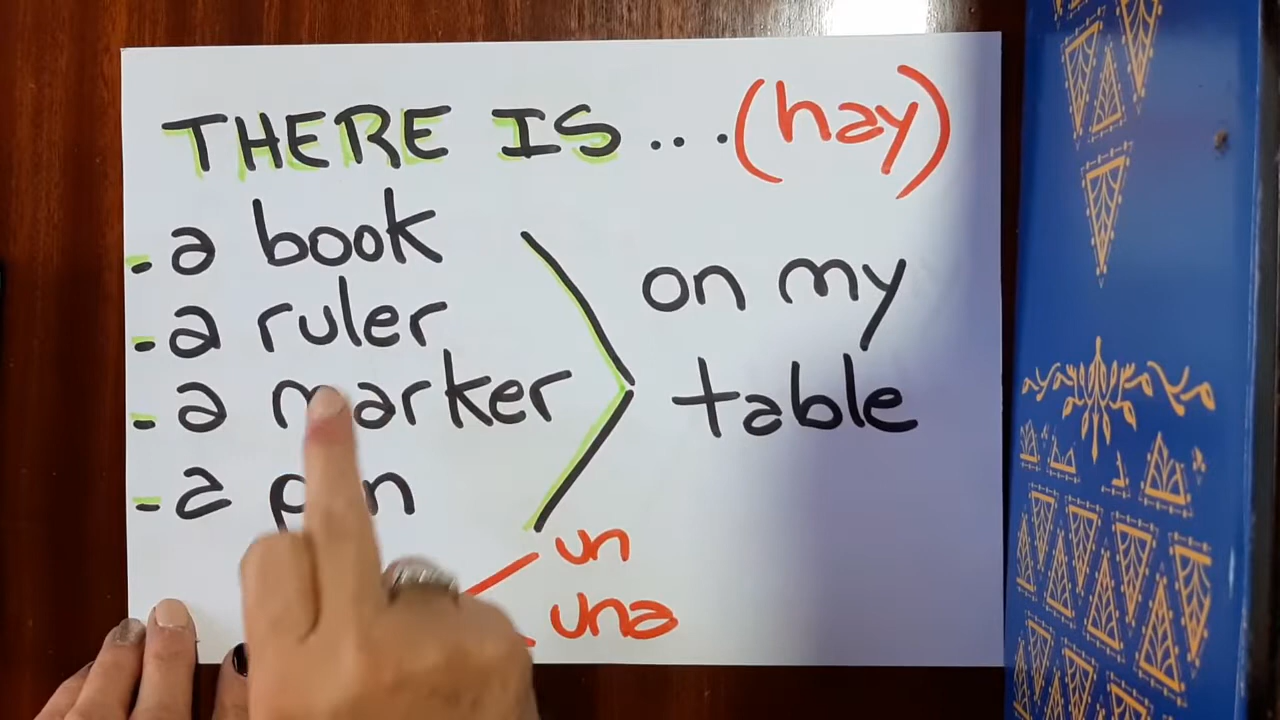 THERE IS ... (hay)
- a book
- a ruler
- a marker
- a
on my
table
un
una